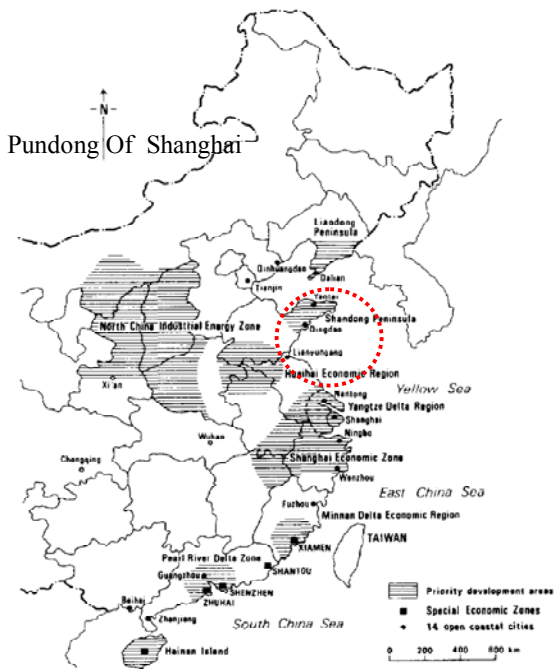 -N-
Pundong Of Shanghai
Liaodong
Peninsula
Qinhuangdao
Dalian
Tianjin
Yantai
Shandong Peninsula
Qingdao
North China Industrial Energy Zone
Lianyungang
Huaihai Economic Region
Xi'an
Yellow Sea
Nantong
Yangtze Delta Region
Shanghai
Ningbo
Wuhan
Chongqing
Shanghai Economic Zone
Wenzhou
East China Sea
Fuzhou
Minnan Delta Economic Region
XIAMEN
TAIWAN
Pearl River Delta Zone
SHANTOU
Guangzhou
SHENZHEN
ZHUHAI
Beihai
Zhanjiang
South China Sea
Hainan Island
Priority development areas
Special Economic Zones
14 open coastal cities
0 200 400 600 800 km